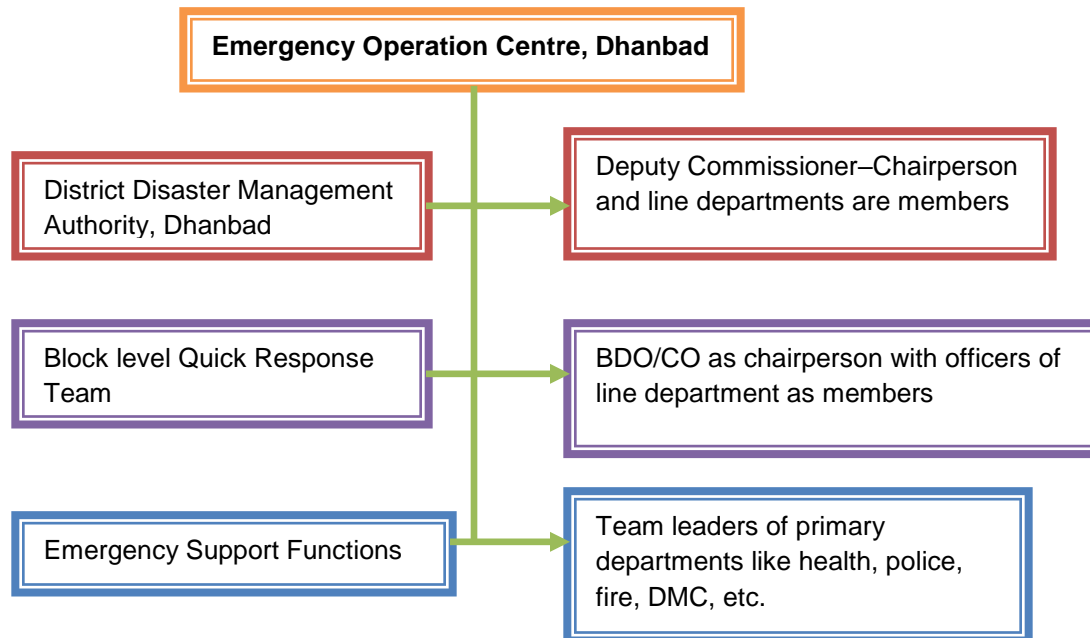 Emergency Operation Centre, Dhanbad
District Disaster Management
Authority, Dhanbad
Deputy Commissioner–Chairperson
and line departments are members
Block level Quick Response
Team
BDO/CO as chairperson with officers of
line department as members
Emergency Support Functions
Team leaders of primary
departments like health, police,
fire, DMC, etc.